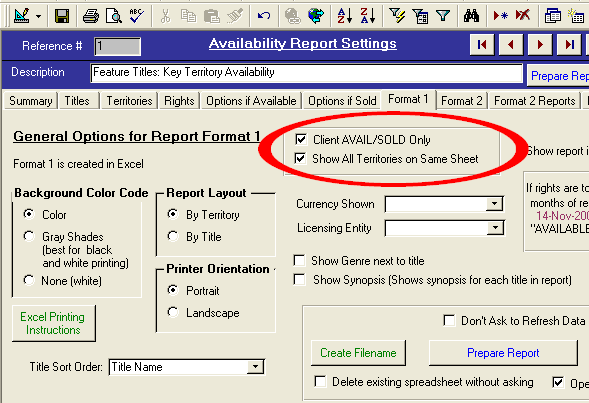 Availability Report Settings
Reference # 1
Description Feature Titles: Key Territory Availability
Prepare Rep
Summary Titles Territories Rights Options if Available Options if Sold Format 1 Format 2 Format 2 Reports
General Options for Report Format 1
Format 1 is created in Excel
Client AVAIL/SOLD Only
Show All Territories on Same Sheet
Show report i
Background Color Code
Color
Gray Shades
(best for black
and white printing)
None (white)
Report Layout
By Territory
By Title
Printer Orientation
Portrait
Landscape
Currency Shown
Licensing Entity
If rights are to
months of re
14-Nov-200
"AVAILABLE
Show Genre next to title
Show Synopsis (Shows synopsis for each title in report)
Excel Printing
Instructions
Title Sort Order: Title Name
Don't Ask to Refresh Data
Create Filename
Prepare Report
Delete existing spreadsheet without asking
Ope